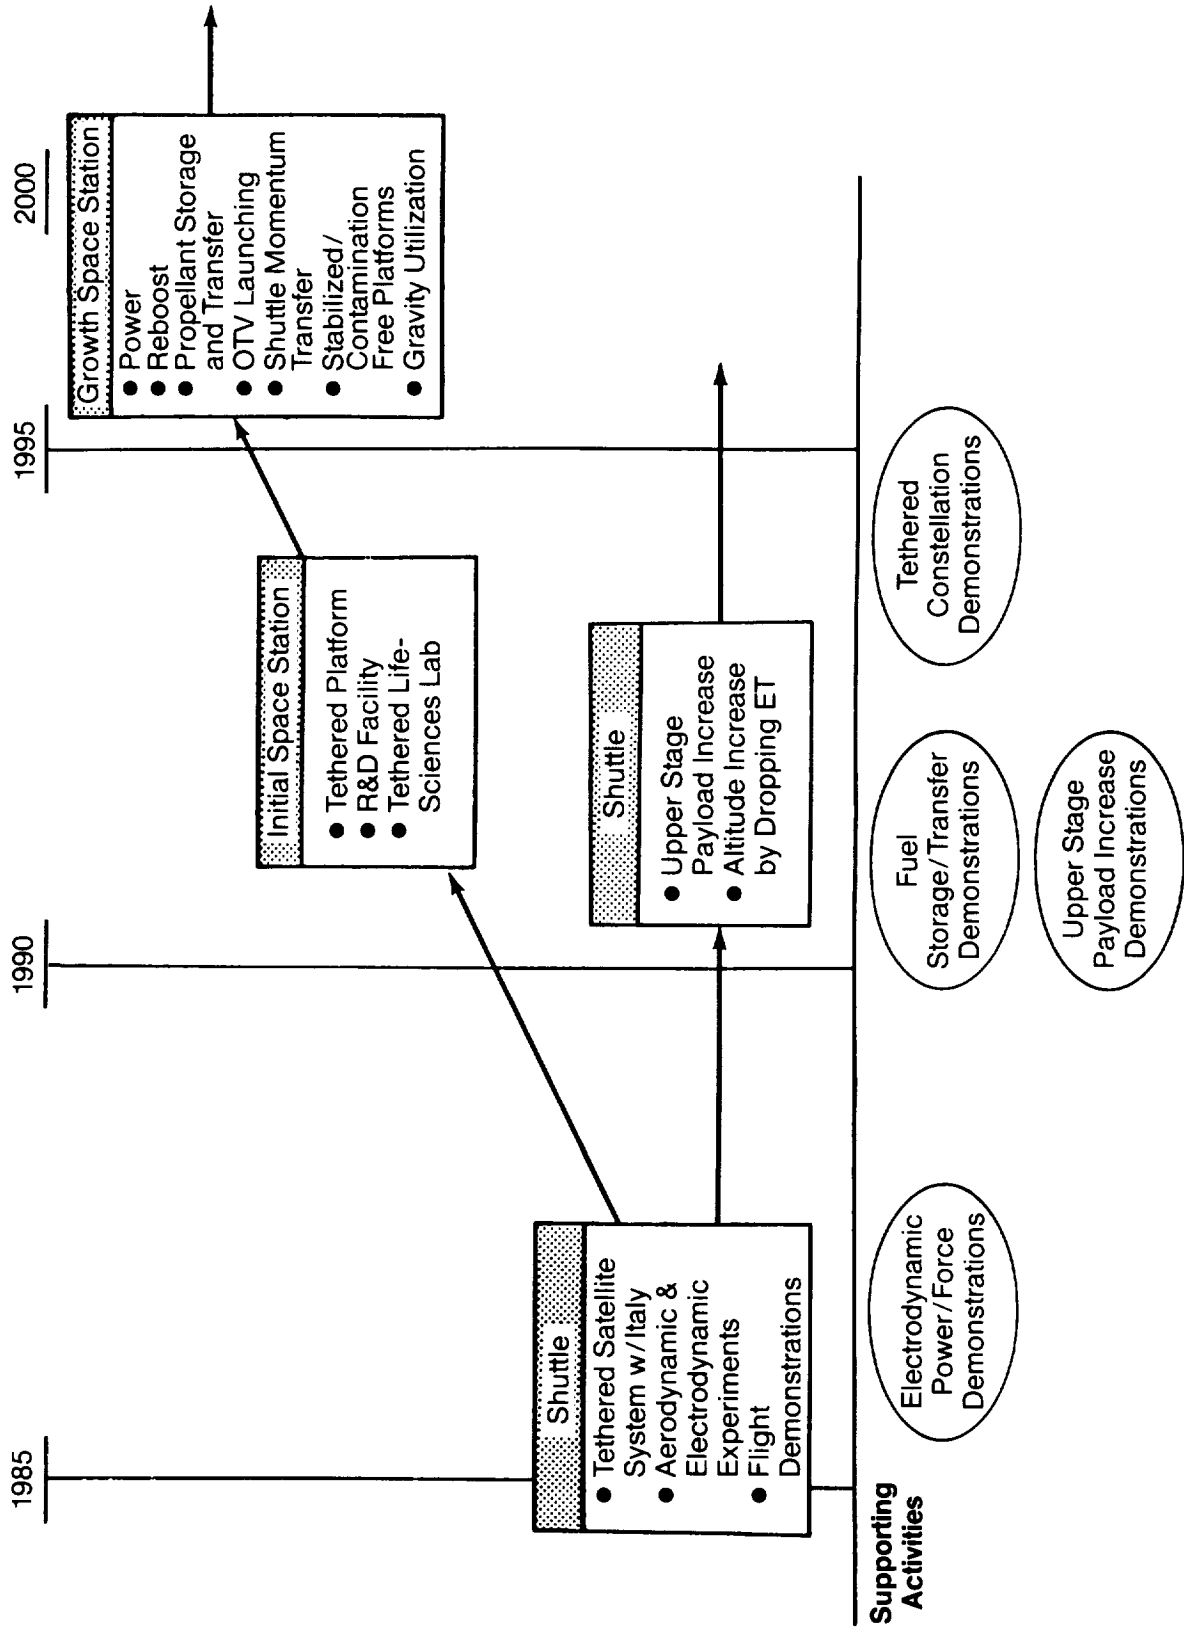 1985
1990
1995
2000
Growth Space Station
● Power
● Reboost
● Propellant Storage
and Transfer
● OTV Launching
● Shuttle Momentum
Transfer
● Stabilized/
Contamination
Free Platforms
● Gravity Utilization
Initial Space Station
● Tethered Platform
● R&D Facility
● Tethered Life-
Sciences Lab
Shuttle
● Tethered Satellite
System w/Italy
● Aerodynamic &
Electrodynamic
Experiments
● Flight
Demonstrations
Shuttle
● Upper Stage
Payload Increase
● Altitude Increase
by Dropping ET
Supporting
Activities
Electrodynamic
Power/Force
Demonstrations
Fuel
Storage/Transfer
Demonstrations
Tethered
Constellation
Demonstrations
Upper Stage
Payload Increase
Demonstrations